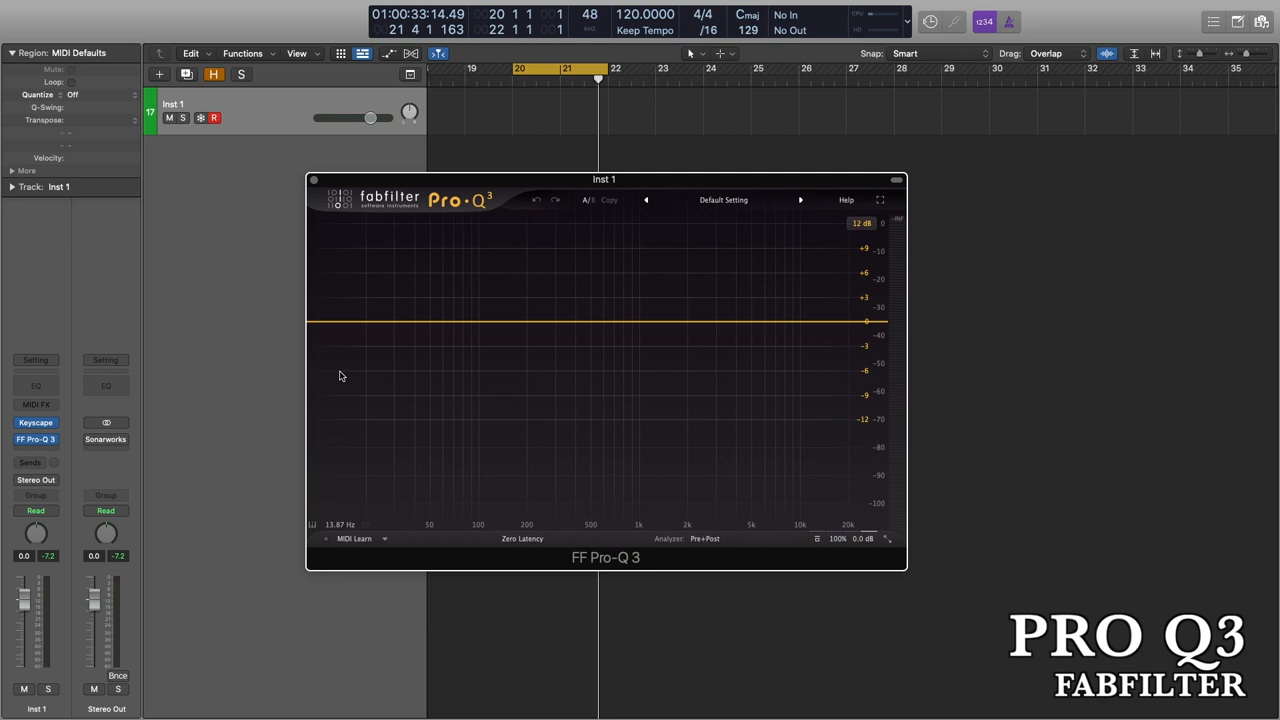 01:00:33:14.49 20 1 1 1 48 120.0000 4/4 Cmaj No In CPU
21 4 1 163 22 1 1 1 KHZ Keep Tempo /16 129 No Out HD
1234
Region: MIDI Defaults
Edit Functions View
Snap: Smart Drag: Overlap
Mute:
Loop:
Quantize Off
Q-Swing:
Transpose:
Velocity:
More
Track: Inst 1
H S
19 20 21 22 23 24 25 26 27 28 29 30 31 32 33 34 35
17 Inst 1
M S R
Inst 1
fabfilter Pro·Q3
software instruments
A/B Copy Default Setting Help
12 dB 0 -INF
+9 -10
+6 -20
+3 -30
0 -40
-3 -50
-6 -60
-9
-12 -70
-80
-90
-100
13.87 Hz 20 50 100 200 500 1k 2k 5k 10k 20k
MIDI Learn Zero Latency Analyzer: Pre+Post 100% 0.0 dB
FF Pro-Q 3
Setting Setting
EQ EQ
MIDI FX
Keyscape
FF Pro-Q 3 Sonarworks
Sends
Stereo Out
Group Group
Read Read
0.0 -7.2 0.0 -7.2
Bnce
M S M S
Inst 1 Stereo Out
PRO Q3
FABFILTER